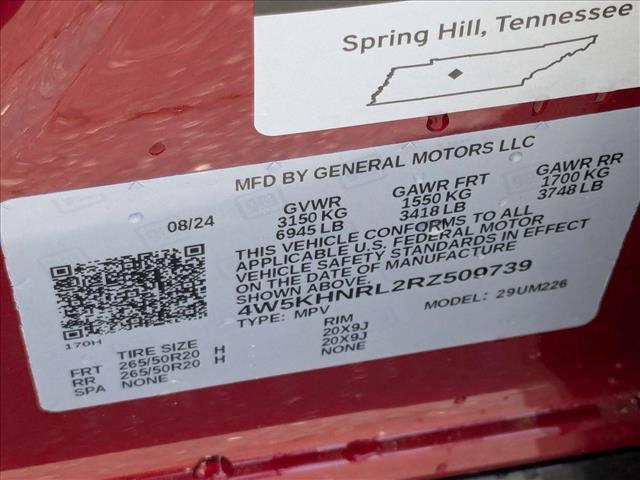 Spring Hill, Tennessee
MFD BY GENERAL MOTORS LLC
08/24 GVWR GAWR FRT GAWR RR
3150 KG 1550 KG 1700 KG
6945 LB 3418 LB 3748 LB
THIS VEHICLE CONFORMS TO ALL
APPLICABLE U.S. FEDERAL MOTOR
VEHICLE SAFETY STANDARDS IN EFFECT
ON THE DATE OF MANUFACTURE
SHOWN ABOVE.
4W5KHNRL2RZ509739
TYPE: MPV MODEL: 29UM226
170H
TIRE SIZE RIM
FRT 265/50R20 H 20X9J
RR 265/50R20 H 20X9J
SPA NONE NONE